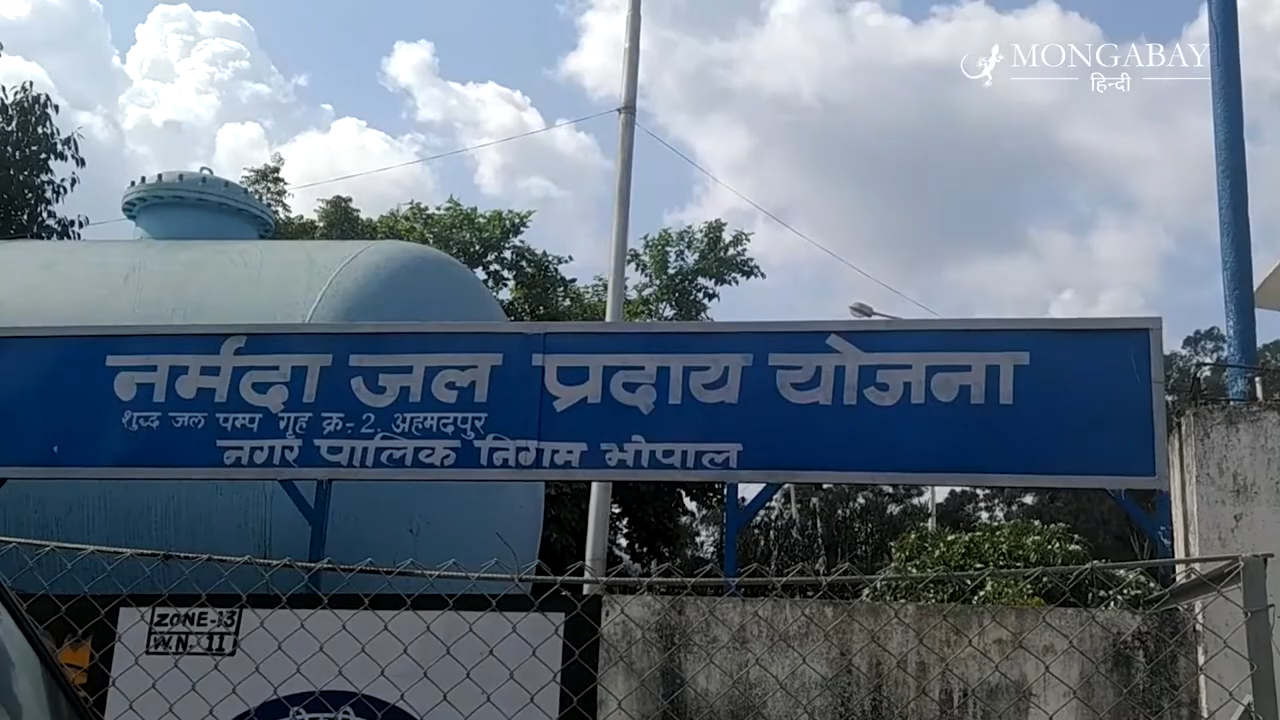 MONGABAY
हिन्दी
नर्मदा जल प्रदाय योजना
शुध्द जल पम्प गृह क्र-2, अहमदपुर
नगर पालिक निगम भोपाल
ZONE-13
W.N. 11